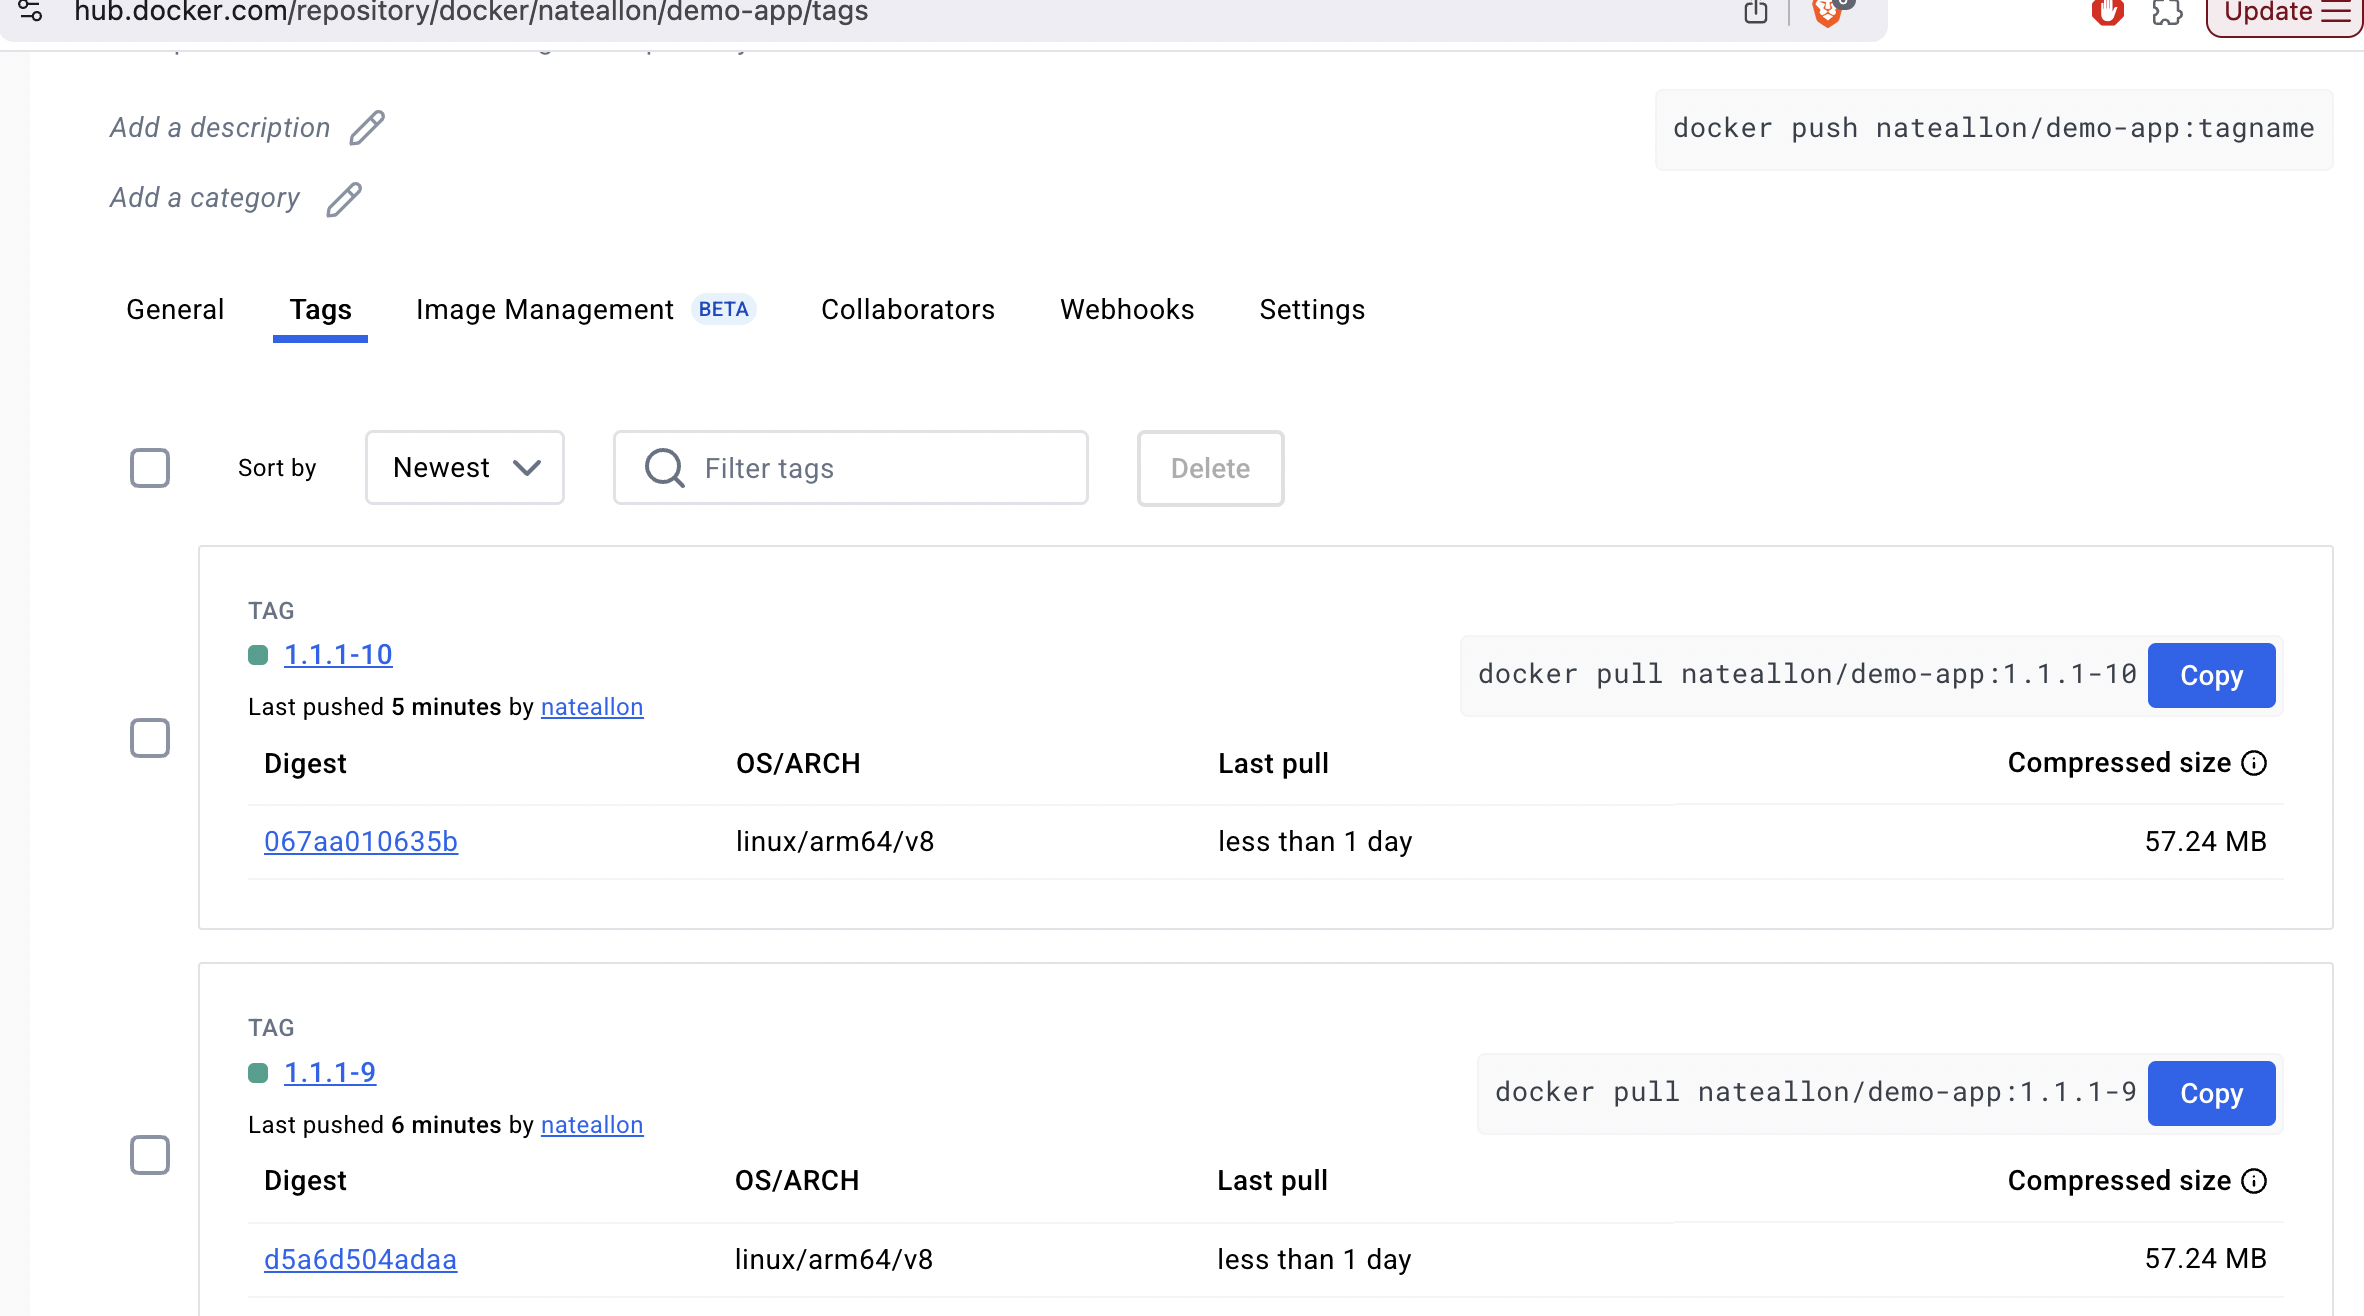 hub.docker.com/repository/docker/nateallon/demo-app/tags
Update
Add a description
docker push nateallon/demo-app:tagname
Add a category
General Tags Image Management BETA Collaborators Webhooks Settings
Sort by Newest Filter tags Delete
TAG
1.1.1-10
docker pull nateallon/demo-app:1.1.1-10 Copy
Last pushed 5 minutes by nateallon
Digest OS/ARCH Last pull Compressed size
067aa010635b linux/arm64/v8 less than 1 day 57.24 MB
TAG
1.1.1-9
docker pull nateallon/demo-app:1.1.1-9 Copy
Last pushed 6 minutes by nateallon
Digest OS/ARCH Last pull Compressed size
d5a6d504adaa linux/arm64/v8 less than 1 day 57.24 MB